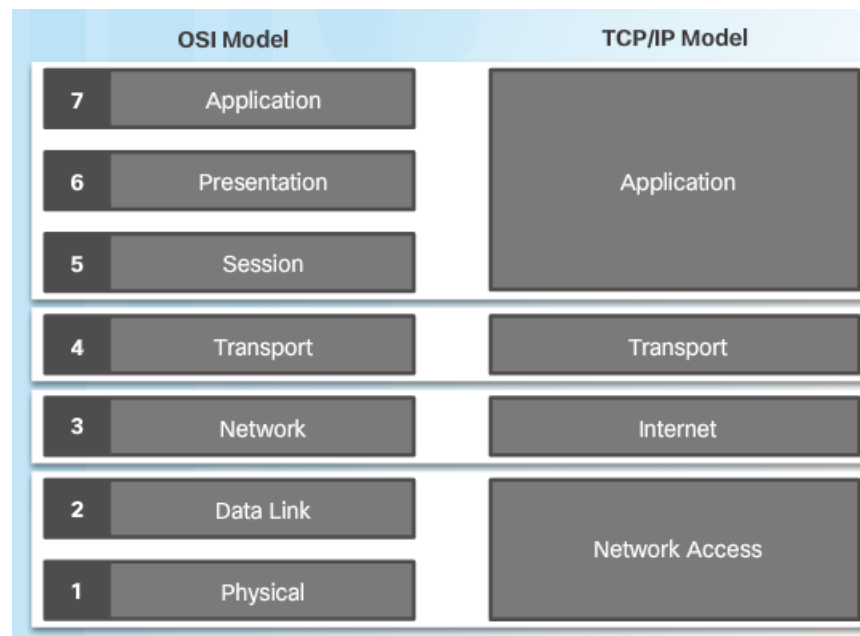 OSI Model
TCP/IP Model
7 Application
6 Presentation
5 Session
Application
4 Transport
Transport
3 Network
Internet
2 Data Link
1 Physical
Network Access